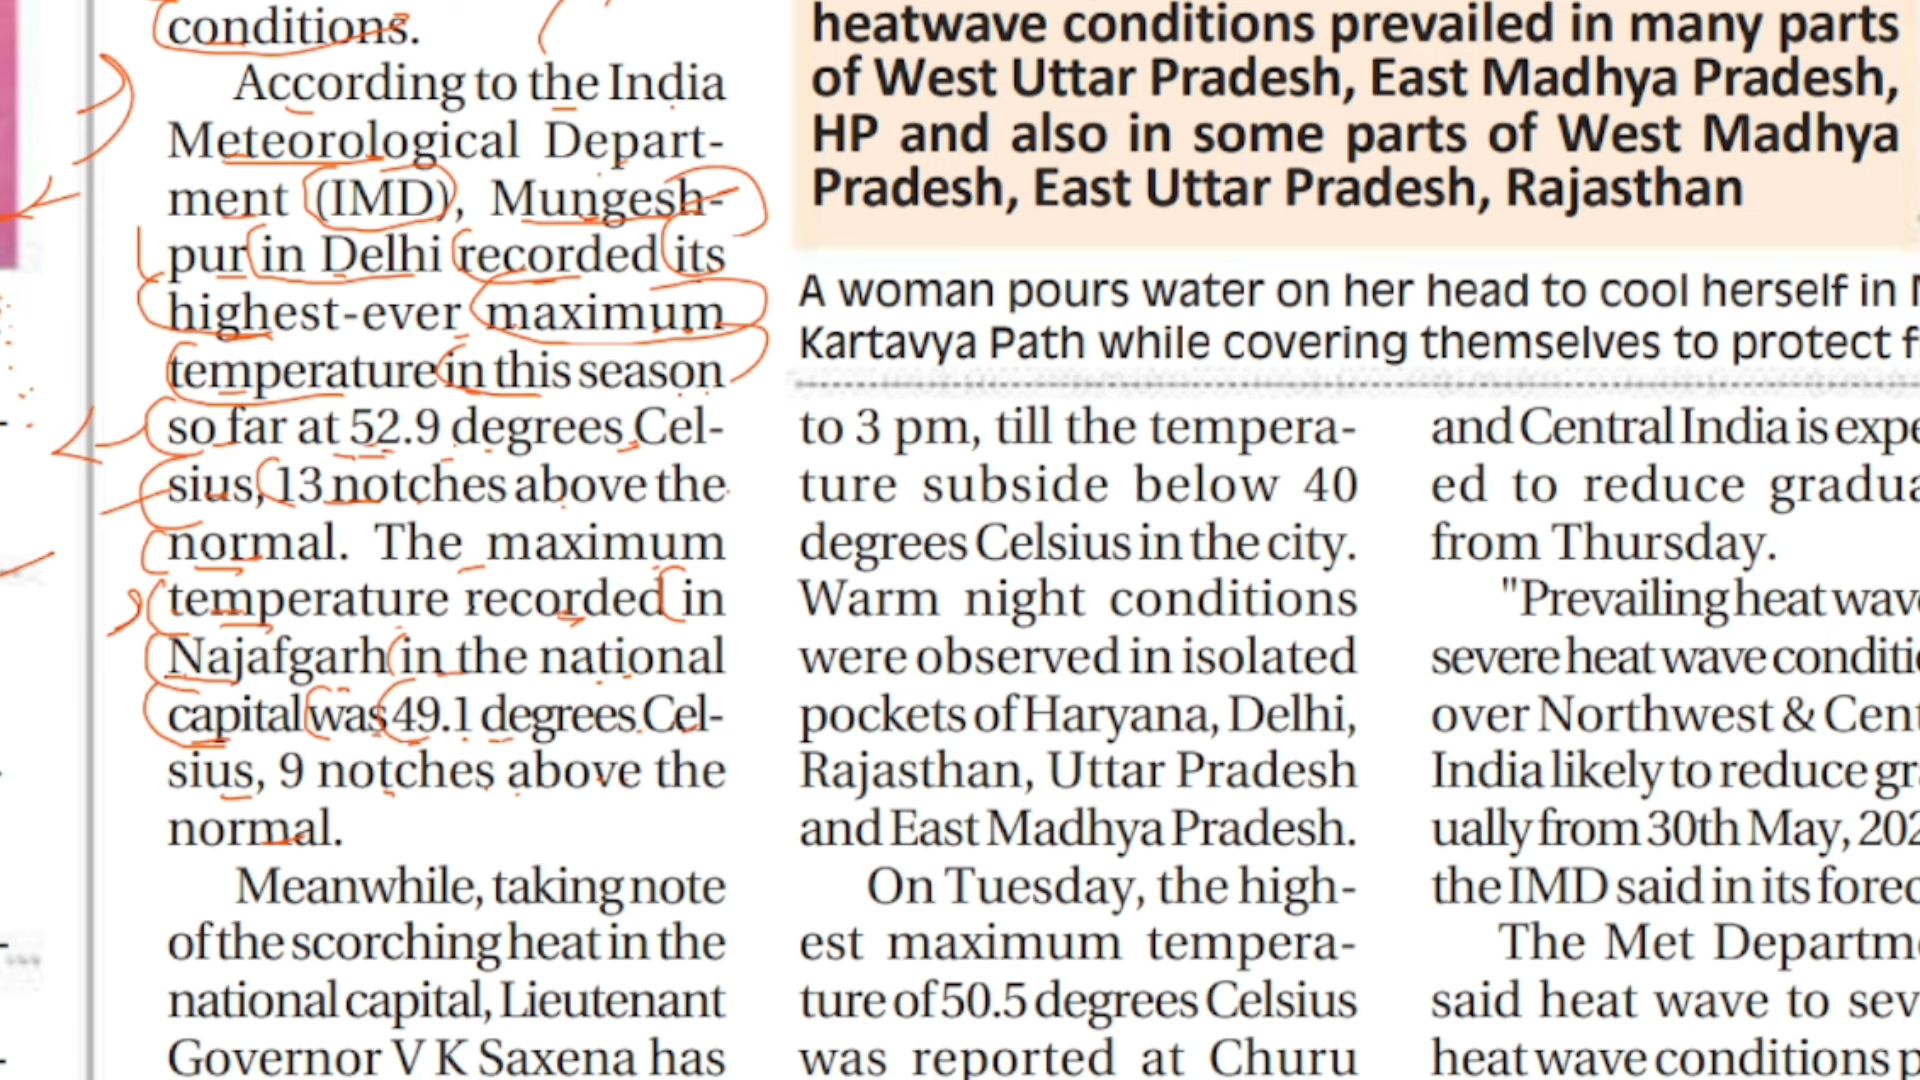 conditions.
According to the India
Meteorological Depart-
ment (IMD), Mungesh-
pur in Delhi recorded its
highest-ever maximum
temperature in this season
so far at 52.9 degrees Cel-
sius, 13 notches above the
normal. The maximum
temperature recorded in
Najafgarh in the national
capital was 49.1 degrees Cel-
sius, 9 notches above the
normal.
Meanwhile, taking note
of the scorching heat in the
national capital, Lieutenant
Governor V K Saxena has
heatwave conditions prevailed in many parts
of West Uttar Pradesh, East Madhya Pradesh,
HP and also in some parts of West Madhya
Pradesh, East Uttar Pradesh, Rajasthan
A woman pours water on her head to cool herself in
Kartavya Path while covering themselves to protect f
to 3 pm, till the tempera-
ture subside below 40
degrees Celsius in the city.
Warm night conditions
were observed in isolated
pockets of Haryana, Delhi,
Rajasthan, Uttar Pradesh
and East Madhya Pradesh.
On Tuesday, the high-
est maximum tempera-
ture of 50.5 degrees Celsius
was reported at Churu
and Central India is expe
ed to reduce gradua
from Thursday.
"Prevailing heat wav
severe heat wave conditi
over Northwest & Cent
India likely to reduce gr
ually from 30th May, 202
the IMD said in its forec
The Met Departm
said heat wave to sev
heat wave conditions p